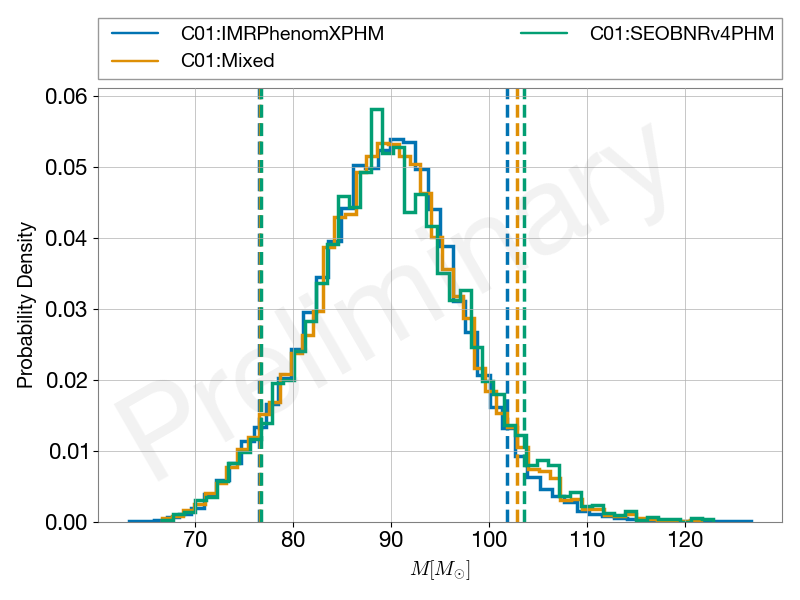 C01:IMRPhenomXPHM
C01:SEOBNRv4PHM
C01:Mixed
0.06
0.05
0.04
0.03
0.02
0.01
0.00
Probability Density
Preliminary
70 80 90 100 110 120
M[M⊙]